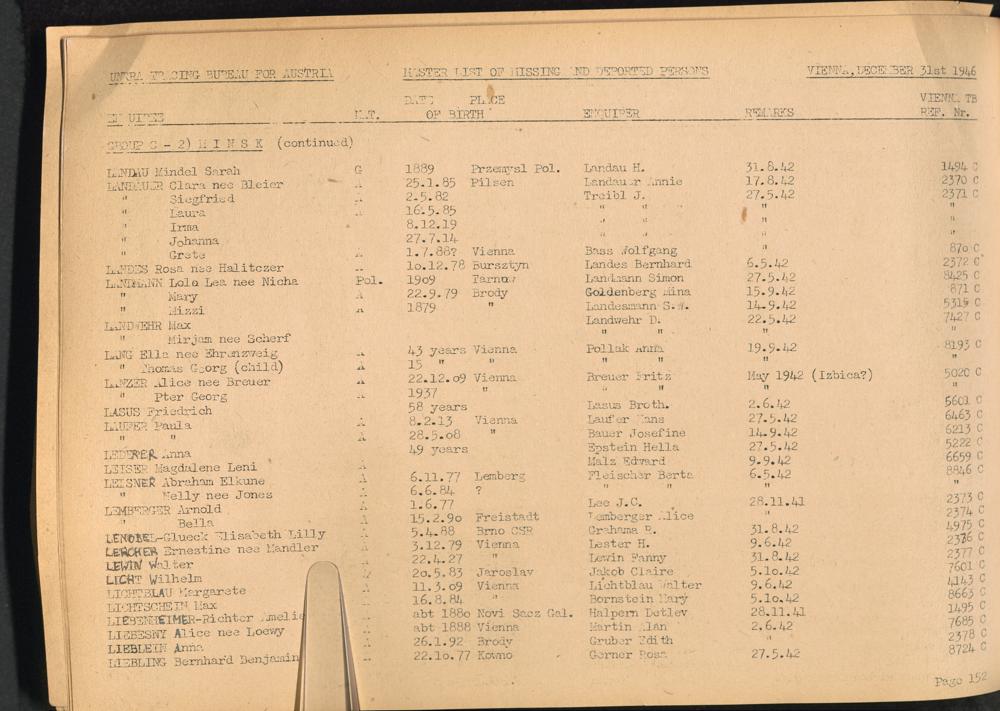 UNRRA TRACING BUREAU FOR AUSTRIA MASTER LIST OF MISSING AND DEPORTED PERSONS VIENNA, DECEMBER 31st 1946
DATE PLACE VIENNA TB
ENQUIREE NAT. OF BIRTH ENQUIRER REMARKS REF. Nr.
GROUP C - 2) M I N S K (continued)
LANDAU Mindel Sarah G 1889 Przemysl Pol. Landau H. 31.8.42 1494 C
LANDAUER Clara nee Bleier A 25.1.85 Pilsen Landauer Annie 17.8.42 2370 C
" Siegfried A 2.5.82 Treibl J. 27.5.42 2371 C
" Laura A 16.5.85 " " " "
" Irma 8.12.19 " " " "
" Johanna 27.7.14 " " " "
" Grete A 1.7.88? Vienna Bass Wolfgang " 870 C
LANDES Rosa nee Halitczer A 10.12.78 Bursztyn Landes Bernhard 6.5.42 2372 C
LANDMANN Lola Lea nee Nicha Pol. 1909 Tarnow Landmann Simon 27.5.42 8425 C
" Mary A 22.9.79 Brody Goldenberg Mina 15.9.42 871 C
" Mizzi A 1879 " Landesmann S.W. 14.9.42 5315 C
LANDWEHR Max Landwehr D. 22.5.42 7427 C
" Mirjam nee Scherf " " " "
LANG Ella nee Ehrenzweig A 43 years Vienna Pollak Anna 19.9.42 8193 C
" Thomas Georg (child) A 15 " " " " " "
LANZER Alice nee Breuer A 22.12.09 Vienna Breuer Fritz May 1942 (Izbica?) 5020 C
" Pter Georg A 1937 " " " " "
LASUS Friedrich 58 years Lasus Broth. 2.6.42 5601 C
LAUFER Paula A 8.2.13 Vienna Laufer Hans 27.5.42 6463 C
" " A 28.5.08 " Bauer Josefine 14.9.42 6213 C
LEDERER Anna 49 years Epstein Hella 27.5.42 5222 C
LEISER Magdalene Leni Malz Edward 9.9.42 6659 C
LEISNER Abraham Elkune A 6.11.77 Lemberg Fleischer Berta 6.5.42 8846 C
" Nelly nee Jones A 6.6.84 ? " " " "
LEMBERGER Arnold A 1.6.77 Lee J.C. 28.11.41 2373 C
" Bella A 15.2.90 Freistadt Lemberger Alice 2374 C
LENOBEL-Glueck Elisabeth Lilly A 5.4.88 Brno CSR Grahama R. 31.8.42 4975 C
LERCHER Ernestine nee Mandler A 3.12.79 Vienna Lester H. 9.6.42 2376 C
LEWIN Walter A 22.4.27 " Lewin Fanny 31.8.42 2377 C
LICHT Wilhelm 20.5.83 Jaroslav Jakob Claire 5.10.42 7601 C
LICHTBLAU Margarete A 11.3.09 Vienna Lichtblau Walter 9.6.42 4143 C
LICHTSCHEIN Max A 16.8.84 " Bornstein Mary 5.10.42 8663 C
LIEBENHEIMER-Richter Amelie abt 1880 Novi Sacz Gal. Halpern Detlev 28.11.41 1495 C
LIEBESNY Alice nee Loewy abt 1888 Vienna Martin Alan 2.6.42 7685 C
LIEBLEIN Anna 26.1.92 Brody Gruber Edith " 2378 C
LIEBLING Bernhard Benjamin 22.10.77 Kowno Gerner Rosa 27.5.42 8724 C
Page 152